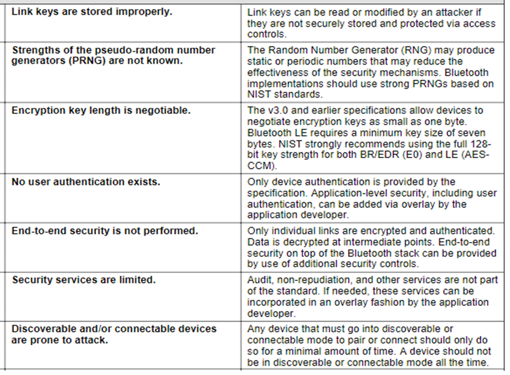 Link keys are stored improperly.
Link keys can be read or modified by an attacker if
they are not securely stored and protected via access
controls.
Strengths of the pseudo-random number
generators (PRNG) are not known.
The Random Number Generator (RNG) may produce
static or periodic numbers that may reduce the
effectiveness of the security mechanisms. Bluetooth
implementations should use strong PRNGs based on
NIST standards.
Encryption key length is negotiable.
The v3.0 and earlier specifications allow devices to
negotiate encryption keys as small as one byte.
Bluetooth LE requires a minimum key size of seven
bytes. NIST strongly recommends using the full 128-
bit key strength for both BR/EDR (E0) and LE (AES-
CCM).
No user authentication exists.
Only device authentication is provided by the
specification. Application-level security, including user
authentication, can be added via overlay by the
application developer.
End-to-end security is not performed.
Only individual links are encrypted and authenticated.
Data is decrypted at intermediate points. End-to-end
security on top of the Bluetooth stack can be provided
by use of additional security controls.
Security services are limited.
Audit, non-repudiation, and other services are not part
of the standard. If needed, these services can be
incorporated in an overlay fashion by the application
developer.
Discoverable and/or connectable devices
are prone to attack.
Any device that must go into discoverable or
connectable mode to pair or connect should only do
so for a minimal amount of time. A device should not
be in discoverable or connectable mode all the time.